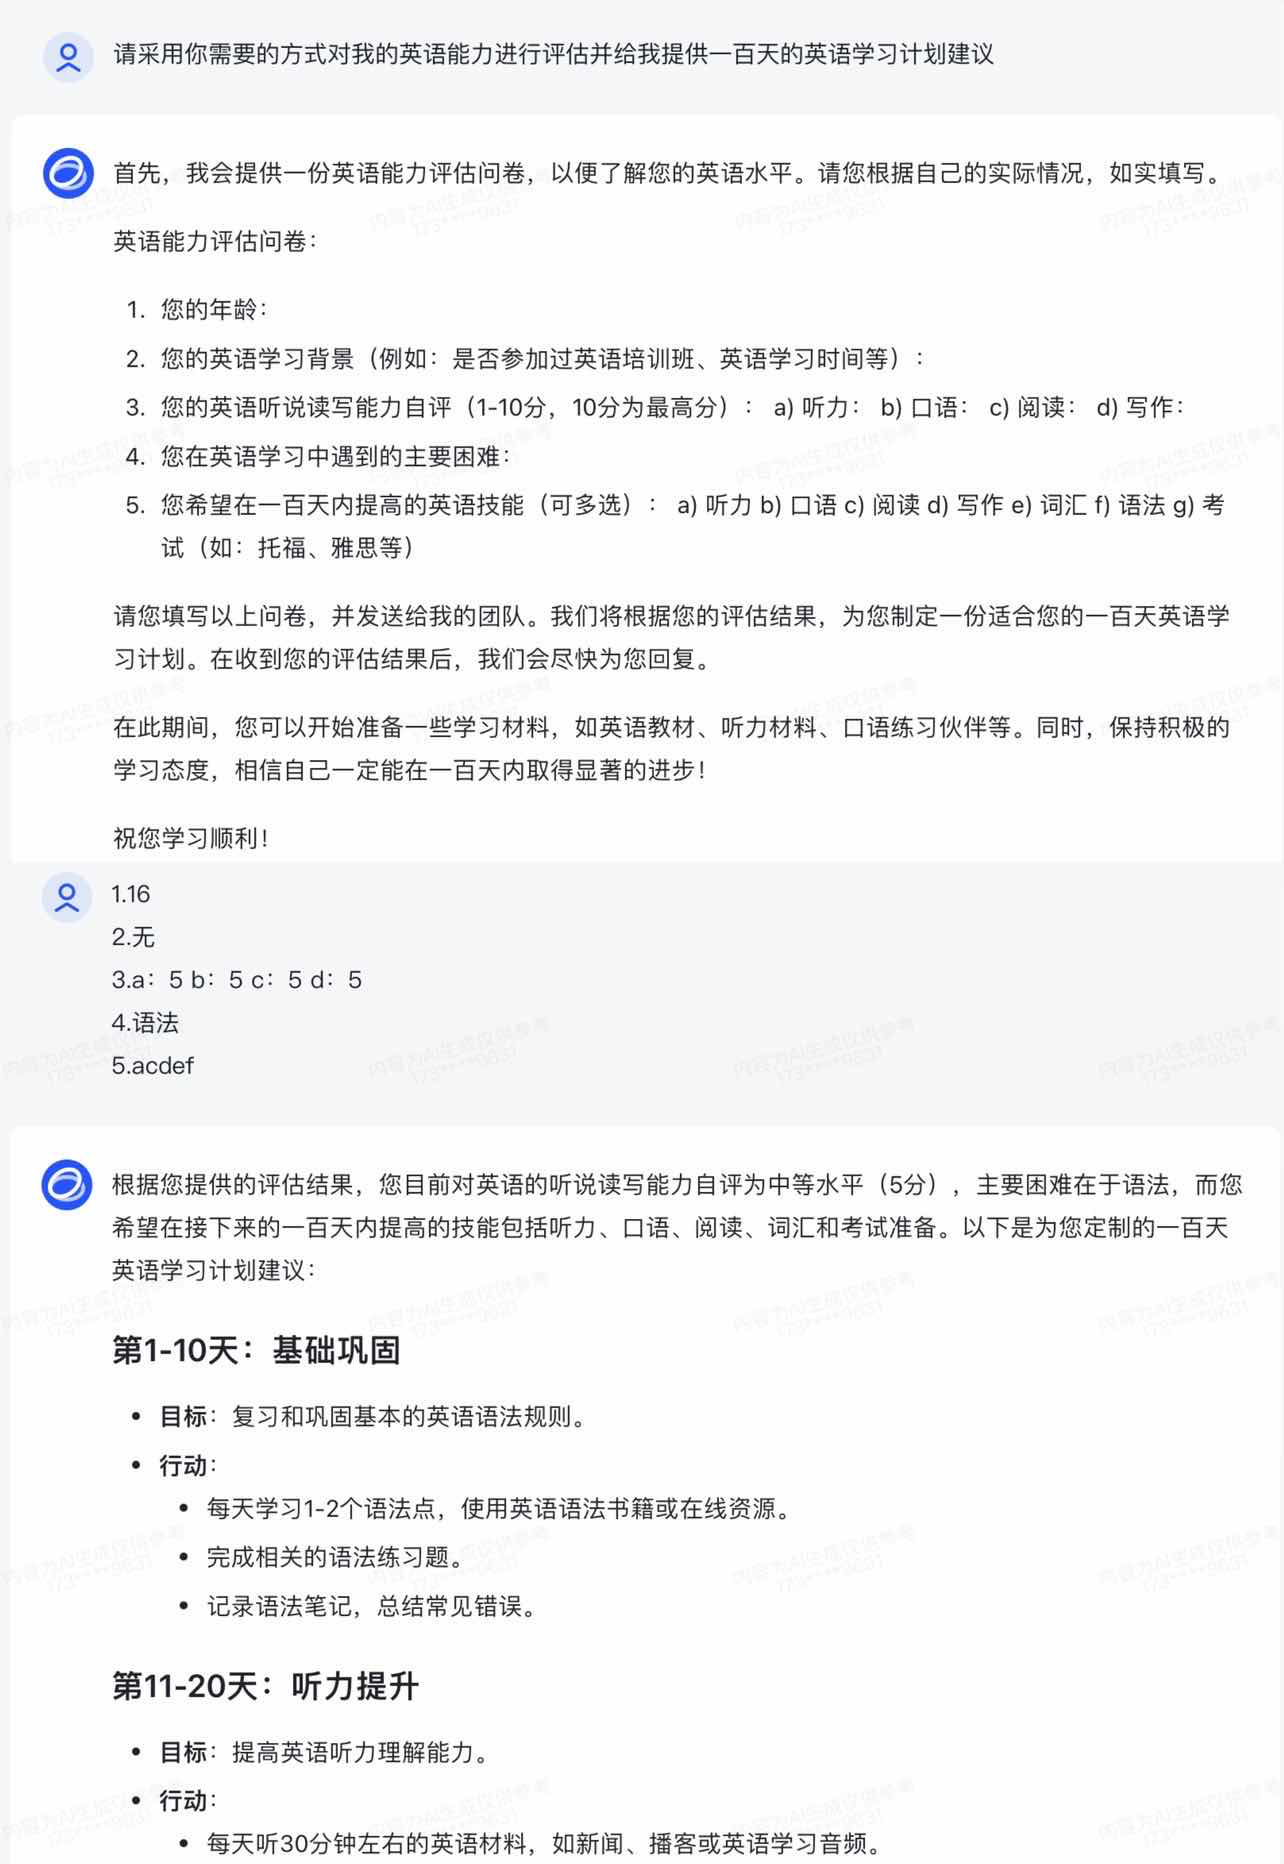 请采用你需要的方式对我的英语能力进行评估并给我提供一百天的英语学习计划建议
首先，我会提供一份英语能力评估问卷，以便了解您的英语水平。请您根据自己的实际情况，如实填写。
英语能力评估问卷：
1. 您的年龄：
2. 您的英语学习背景（例如：是否参加过英语培训班、英语学习时间等）：
3. 您的英语听说读写能力自评（1-10分，10分为最高分）： a) 听力： b) 口语： c) 阅读： d) 写作：
4. 您在英语学习中遇到的主要困难：
5. 您希望在一百天内提高的英语技能（可多选）： a) 听力 b) 口语 c) 阅读 d) 写作 e) 词汇 f) 语法 g) 考
试（如：托福、雅思等）
请您填写以上问卷，并发送给我的团队。我们将根据您的评估结果，为您制定一份适合您的一百天英语学
习计划。在收到您的评估结果后，我们会尽快为您回复。
在此期间，您可以开始准备一些学习材料，如英语教材、听力材料、口语练习伙伴等。同时，保持积极的
学习态度，相信自己一定能在一百天内取得显著的进步！
祝您学习顺利！
1.16
2.无
3.a：5 b：5 c：5 d：5
4.语法
5.acdef
根据您提供的评估结果，您目前对英语的听说读写能力自评为中等水平（5分），主要困难在于语法，而您
希望在接下来的一百天内提高的技能包括听力、口语、阅读、词汇和考试准备。以下是为您定制的一百天
英语学习计划建议：
第1-10天：基础巩固
• 目标：复习和巩固基本的英语语法规则。
• 行动：
• 每天学习1-2个语法点，使用英语语法书籍或在线资源。
• 完成相关的语法练习题。
• 记录语法笔记，总结常见错误。
第11-20天：听力提升
• 目标：提高英语听力理解能力。
• 行动：
• 每天听30分钟左右的英语材料，如新闻、播客或英语学习音频。
内容为AI生成仅供参考
173****9631